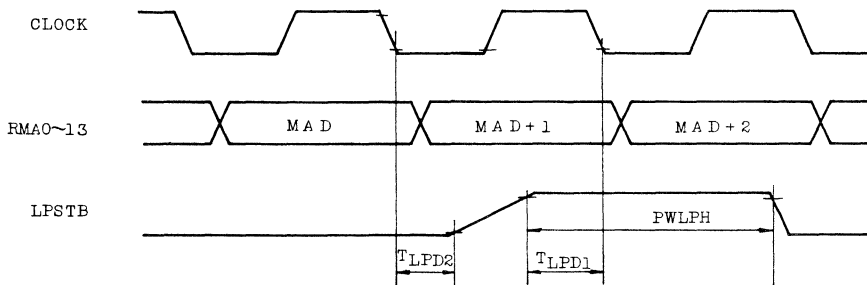 CLOCK
RMA0~13
MAD
MAD+1
MAD+2
LPSTB
PWLPH
TLPD2
TLPD1